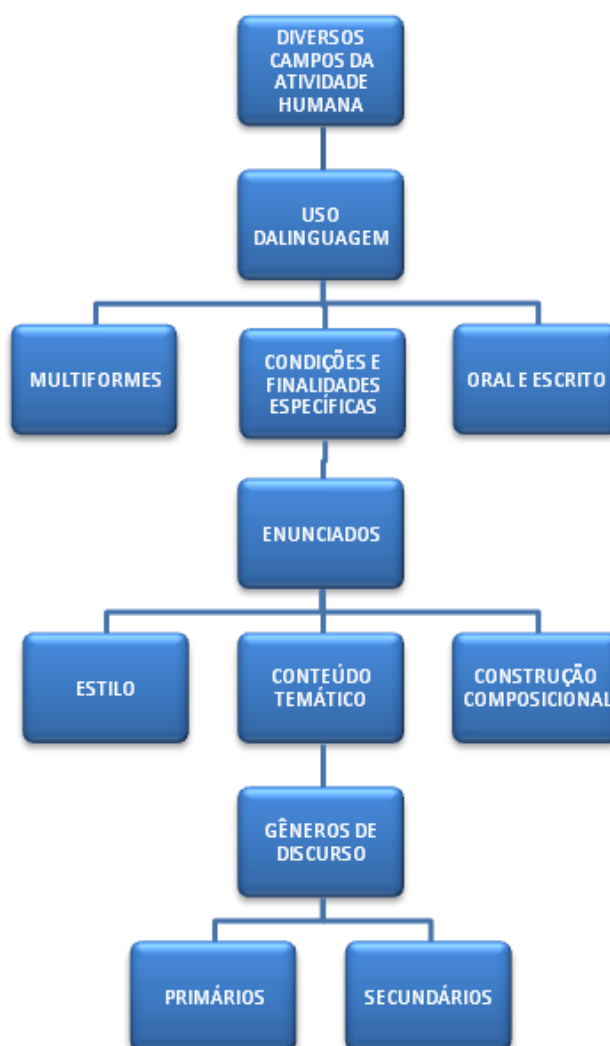 DIVERSOS
CAMPOS DA
ATIVIDADE
HUMANA
USO
DALINGUAGEM
MULTIFORMES
CONDIÇÕES E
FINALIDADES
ESPECÍFICAS
ORAL E ESCRITO
ENUNCIADOS
ESTILO
CONTEÚDO
TEMÁTICO
CONSTRUÇÃO
COMPOSICIONAL
GÊNEROS DE
DISCURSO
PRIMÁRIOS
SECUNDÁRIOS